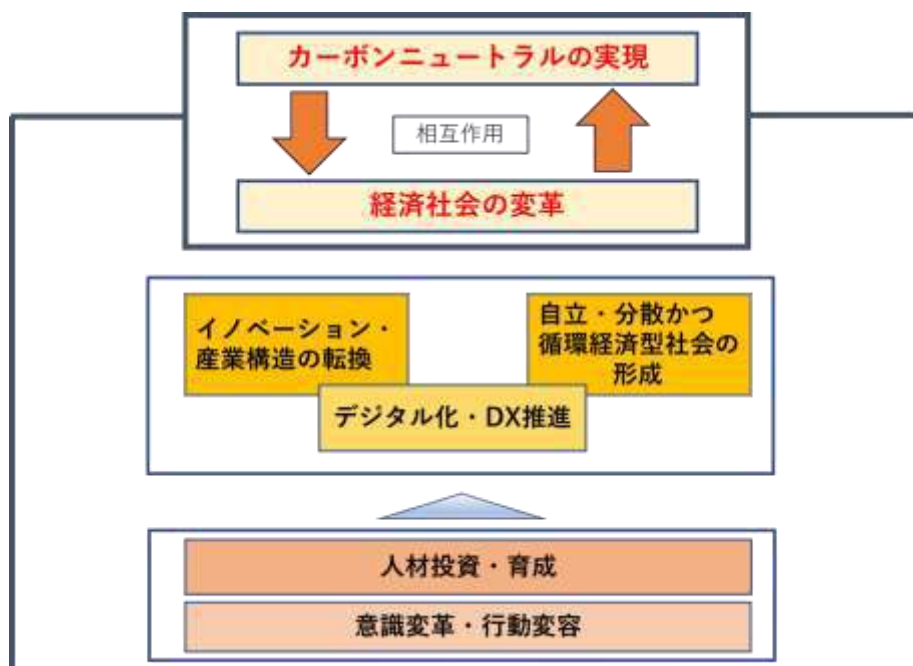 カーボンニュートラルの実現
相互作用
経済社会の変革
イノベーション・
産業構造の転換
自立・分散かつ
循環経済型社会の
形成
デジタル化・DX推進
人材投資・育成
意識変革・行動変容